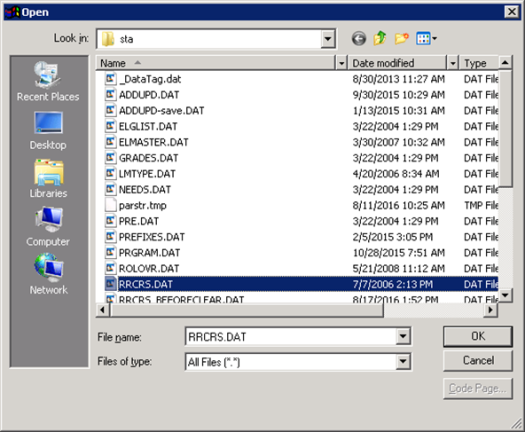 Open
Look in: sta
Name Date modified Type
_DataTag.dat 8/30/2013 11:27 AM DAT File
ADDUPD.DAT 9/30/2015 10:29 AM DAT File
ADDUPD-save.DAT 1/13/2015 10:31 AM DAT File
ELGLIST.DAT 3/22/2004 1:29 PM DAT File
ELMASTER.DAT 3/30/2007 10:32 AM DAT File
GRADES.DAT 3/22/2004 1:29 PM DAT File
LMTYPE.DAT 4/20/2006 8:34 AM DAT File
NEEDS.DAT 3/22/2004 1:29 PM DAT File
parstr.tmp 8/11/2016 10:25 AM TMP File
PRE.DAT 3/22/2004 1:29 PM DAT File
PREFIXES.DAT 2/5/2015 3:05 PM DAT File
PRGRAM.DAT 10/28/2015 7:51 AM DAT File
ROLOVR.DAT 5/21/2008 11:12 AM DAT File
RRCRS.DAT 7/7/2006 2:13 PM DAT File
RRCRS_BEFORECLEAR.DAT 8/17/2016 1:52 PM DAT File
Recent Places
Desktop
Libraries
Computer
Network
File name: RRCRS.DAT OK
Files of type: All Files (*.*) Cancel
Code Page...